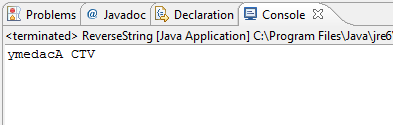 Problems @ Javadoc Declaration Console
<terminated> ReverseString [Java Application] C:\Program Files\Java\jre6\
ymedacA CTV